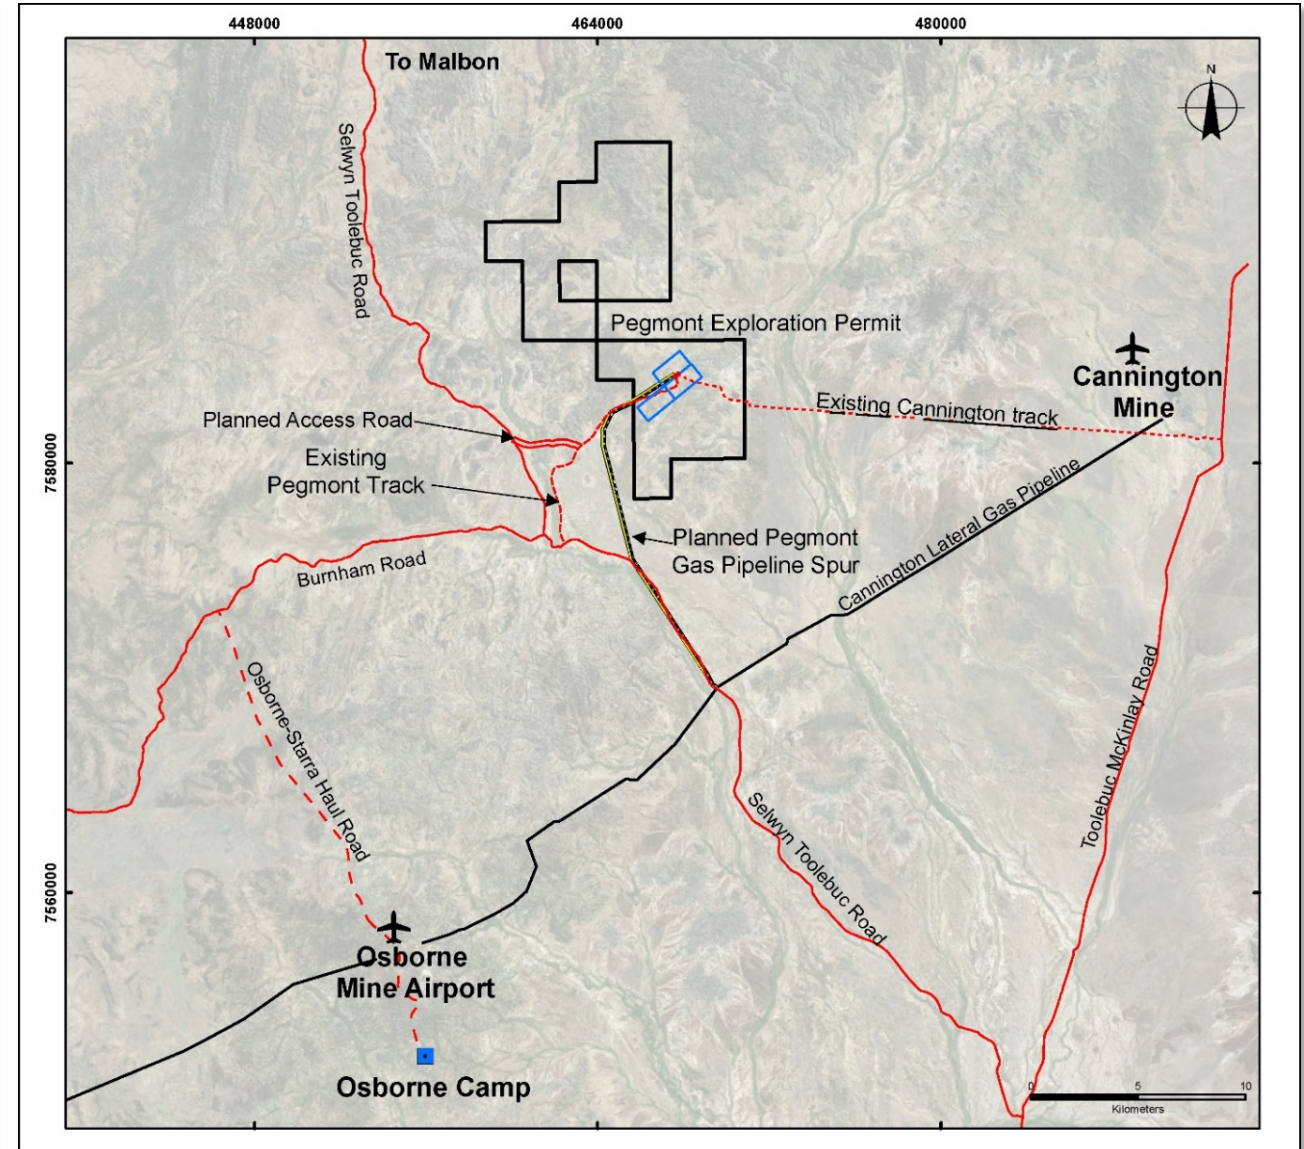 448000
464000
480000
To Malbon
N
Selwyn Toolebuc Road
Pegmont Exploration Permit
Cannington
Mine
Existing Cannington track
Planned Access Road
Existing
Pegmont Track
7580000
Planned Pegmont
Gas Pipeline Spur
Cannington Lateral Gas Pipeline
Burnham Road
Osborne-Starra Haul Road
Toolebuc McKinlay Road
Selwyn Toolebuc Road
7560000
Osborne
Mine Airport
Osborne Camp
0 5 10
Kilometers